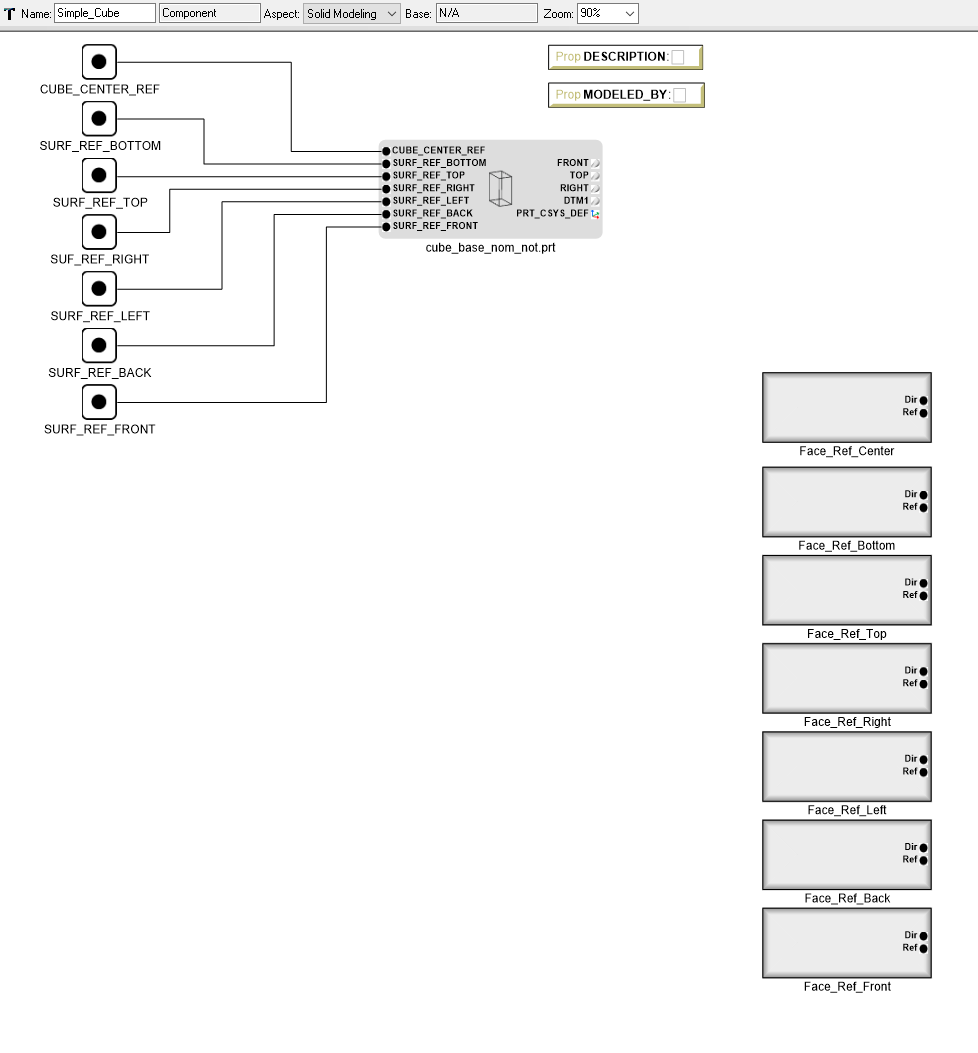 Name: Simple_Cube Component Aspect: Solid Modeling Base: N/A Zoom: 90%
CUBE_CENTER_REF
SURF_REF_BOTTOM
SURF_REF_TOP
SUF_REF_RIGHT
SURF_REF_LEFT
SURF_REF_BACK
SURF_REF_FRONT
Prop DESCRIPTION:
Prop MODELED_BY:
CUBE_CENTER_REF
SURF_REF_BOTTOM FRONT
SURF_REF_TOP TOP
SURF_REF_RIGHT RIGHT
SURF_REF_LEFT DTM1
SURF_REF_BACK PRT_CSYS_DEF
SURF_REF_FRONT
cube_base_nom_not.prt
Dir
Ref
Face_Ref_Center
Dir
Ref
Face_Ref_Bottom
Dir
Ref
Face_Ref_Top
Dir
Ref
Face_Ref_Right
Dir
Ref
Face_Ref_Left
Dir
Ref
Face_Ref_Back
Dir
Ref
Face_Ref_Front